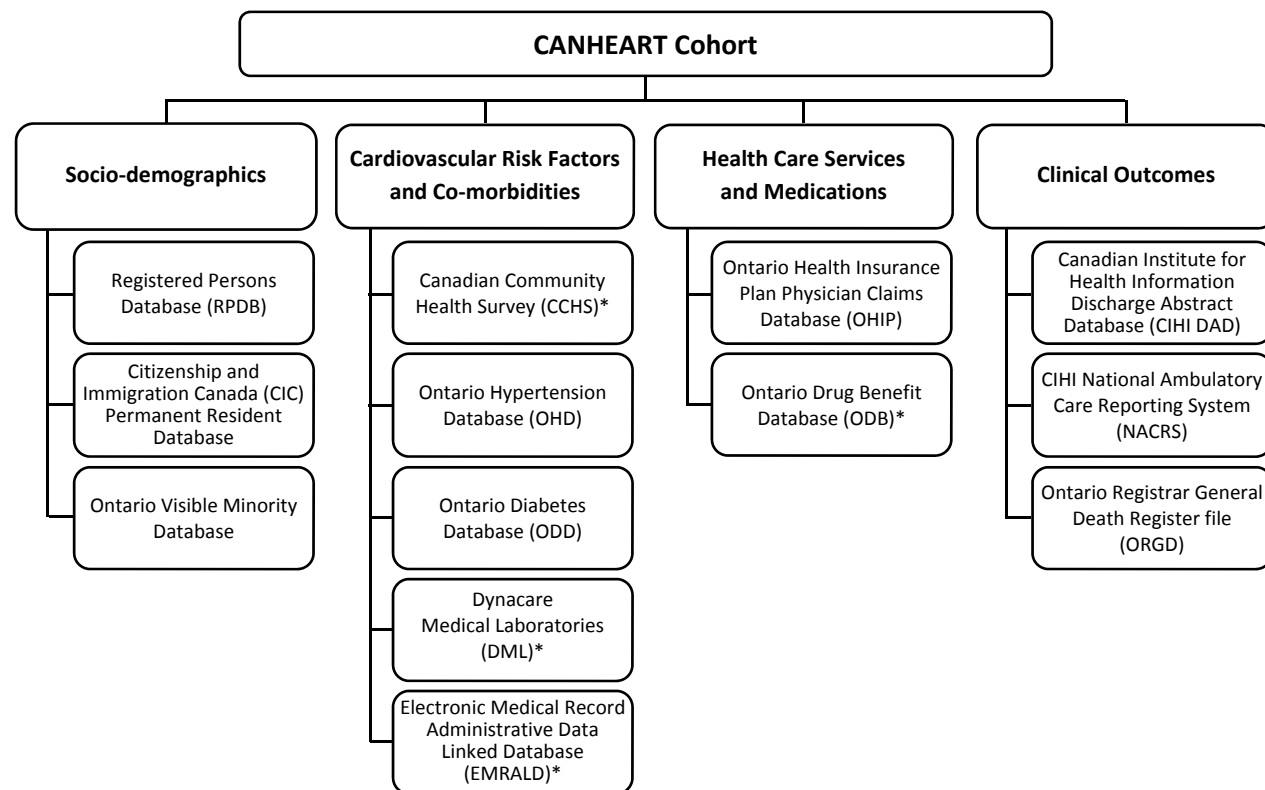 CANHEART Cohort
Socio-demographics
Registered Persons
Database (RPDB)
Citizenship and
Immigration Canada (CIC)
Permanent Resident
Database
Ontario Visible Minority
Database
Cardiovascular Risk Factors
and Co-morbidities
Canadian Community
Health Survey (CCHS)*
Ontario Hypertension
Database (OHD)
Ontario Diabetes
Database (ODD)
Dynacare
Medical Laboratories
(DML)*
Electronic Medical Record
Administrative Data
Linked Database
(EMRALD)*
Health Care Services
and Medications
Ontario Health Insurance
Plan Physician Claims
Database (OHIP)
Ontario Drug Benefit
Database (ODB)*
Clinical Outcomes
Canadian Institute for
Health Information
Discharge Abstract
Database (CIHI DAD)
CIHI National Ambulatory
Care Reporting System
(NACRS)
Ontario Registrar General
Death Register file
(ORGD)